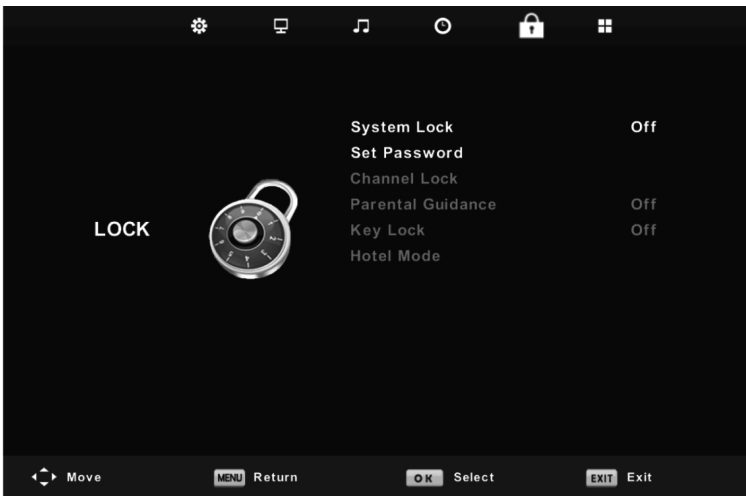 System Lock Off
Set Password
Channel Lock
Parental Guidance Off
Key Lock Off
Hotel Mode
LOCK
Move MENU Return OK Select EXIT Exit